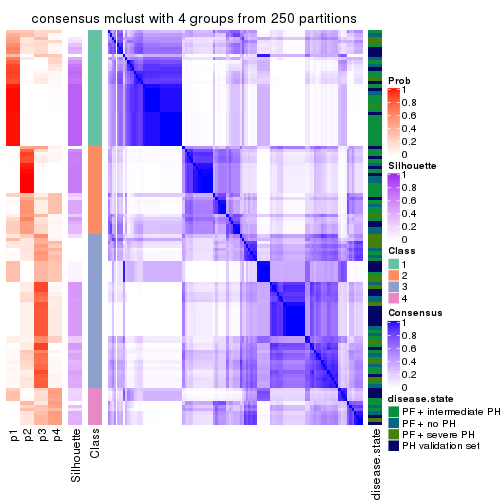 consensus mclust with 4 groups from 250 partitions
Prob
1
0.8
0.6
0.4
0.2
0
Silhouette
1
0.8
0.6
0.4
0.2
0
Class
1
2
3
4
Consensus
1
0.8
0.6
0.4
0.2
0
disease.state
PF + intermediate PH
PF + no PH
PF + severe PH
PH validation set
p1
p2
p3
p4
Silhouette
Class
disease.state